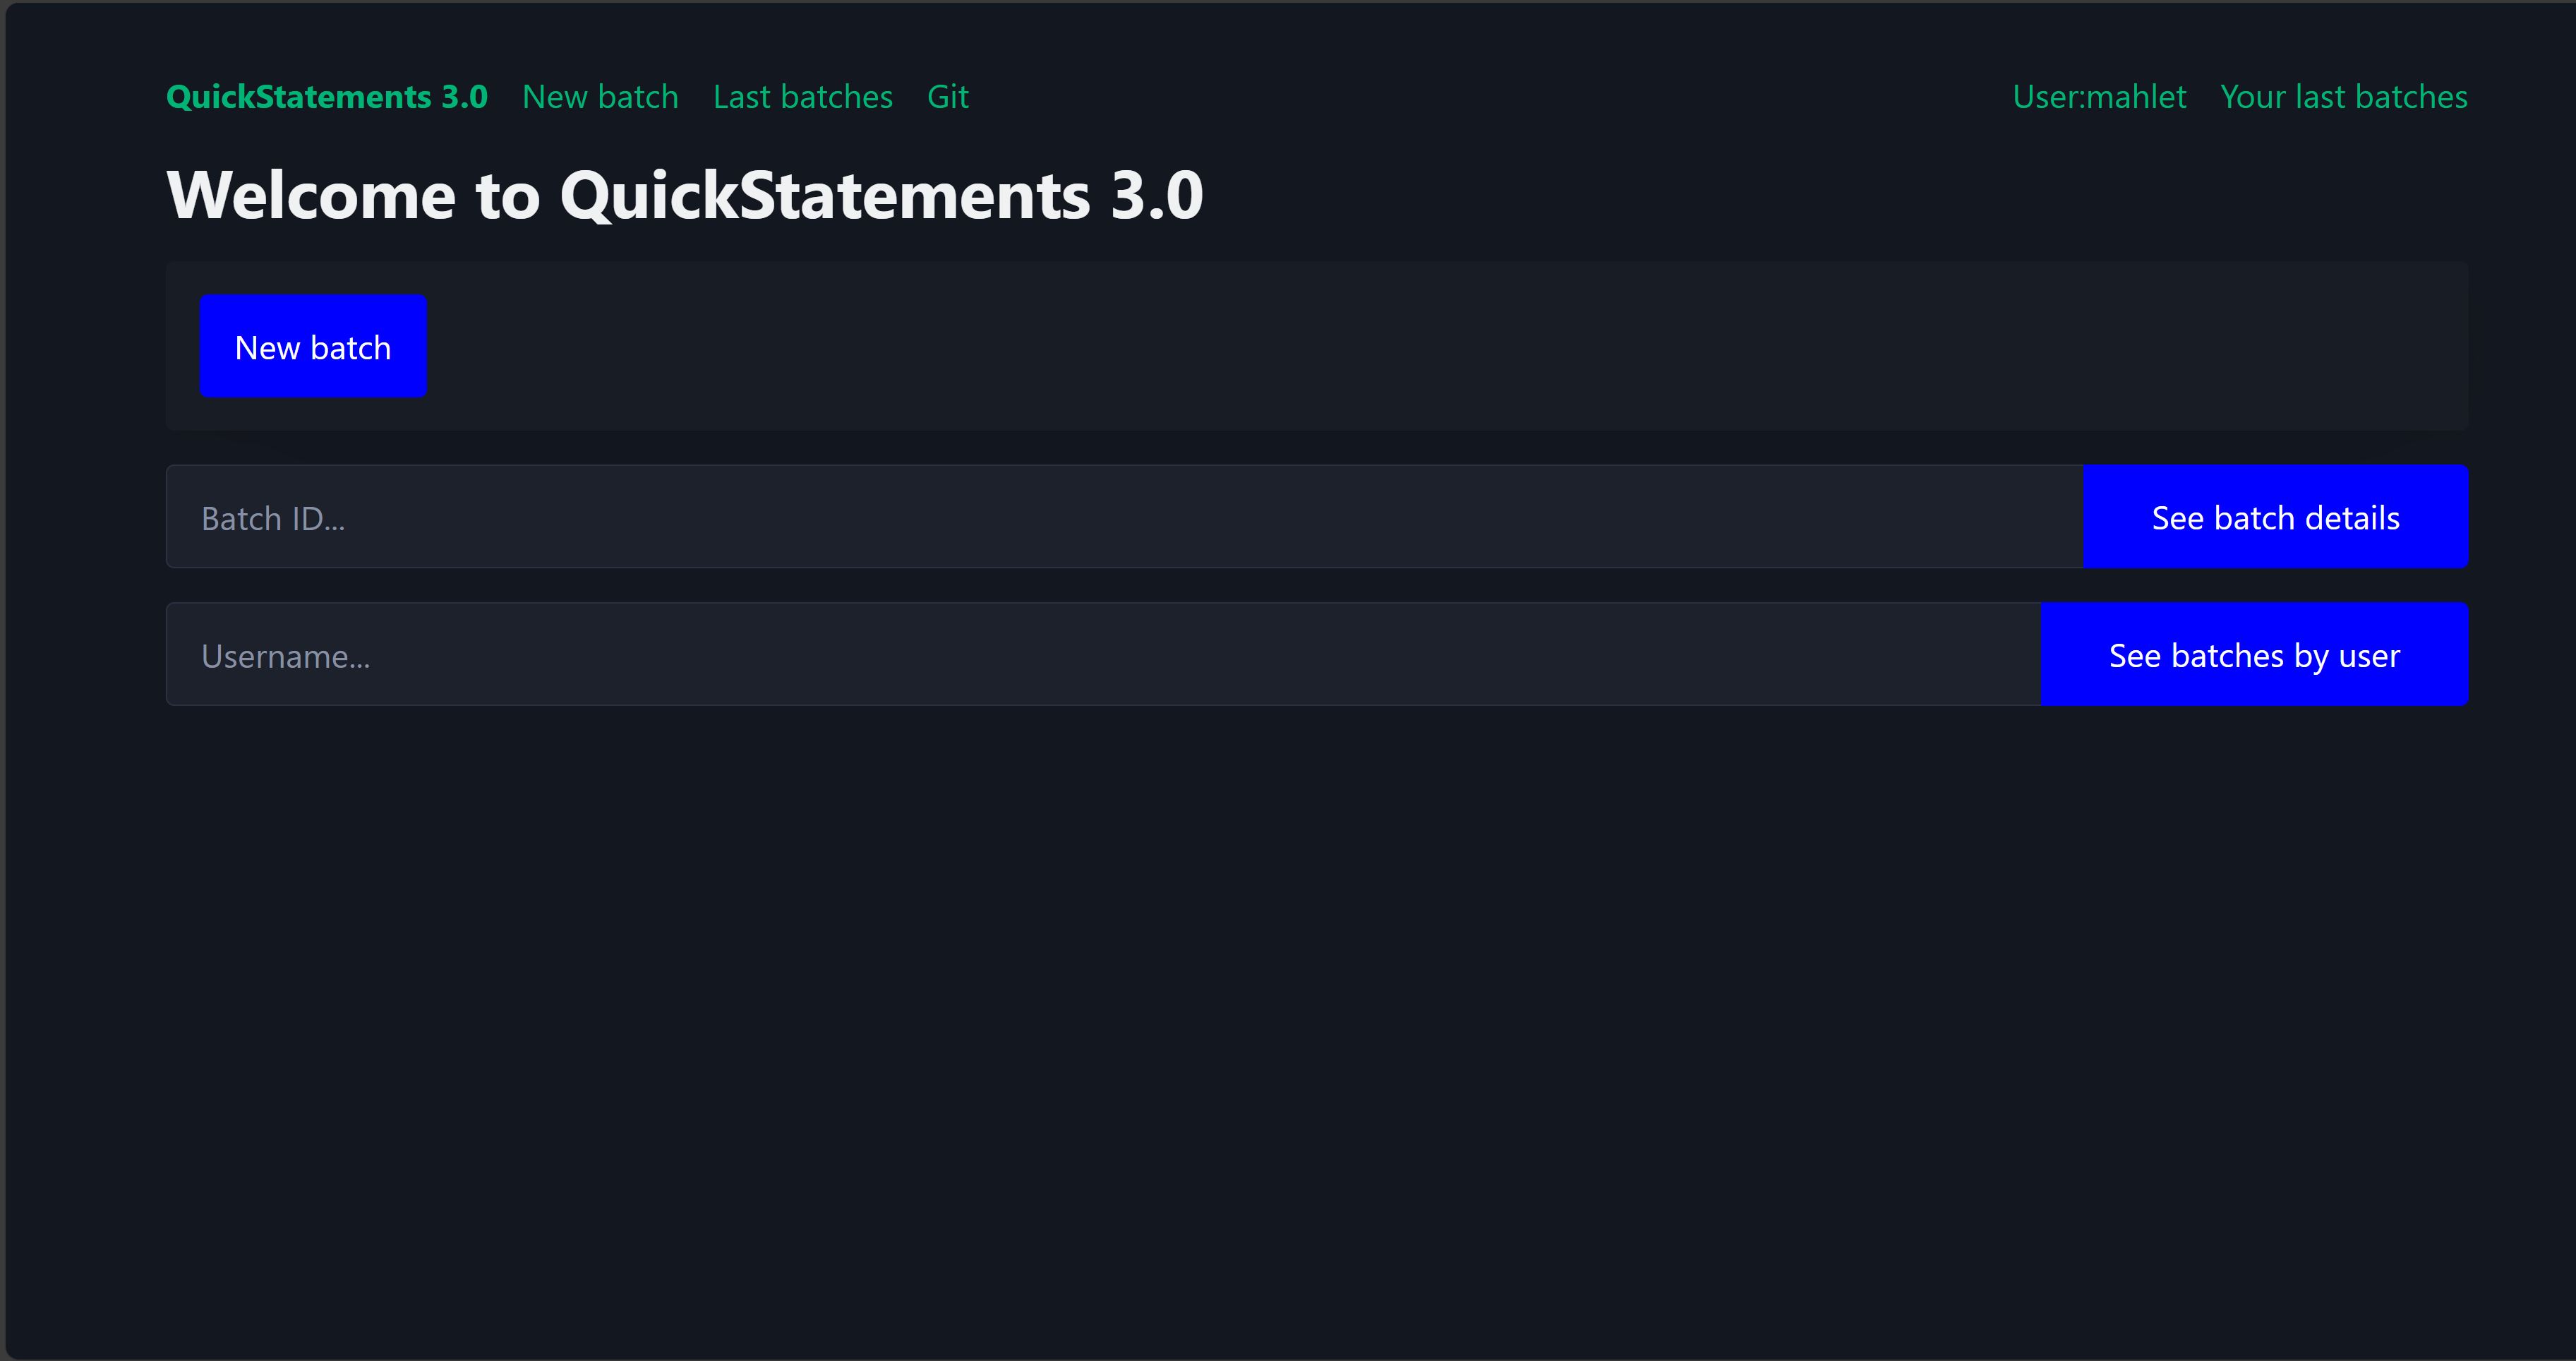 QuickStatements 3.0 New batch Last batches Git User:mahlet Your last batches
Welcome to QuickStatements 3.0
New batch
Batch ID... See batch details
Username... See batches by user